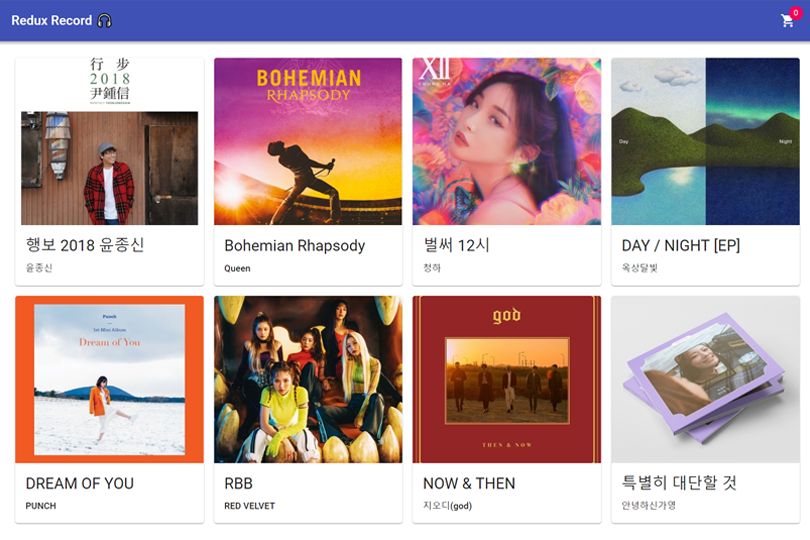 Redux Record
0
行 步
2018
尹鍾信
BOHEMIAN
RHAPSODY
XII
CHUNG HA
Day
Night
행보 2018 윤종신
윤종신
Bohemian Rhapsody
Queen
벌써 12시
청하
DAY / NIGHT [EP]
옥상달빛
Punch
1st Mini Album
Dream of You
god
THEN & NOW
DREAM OF YOU
PUNCH
RBB
RED VELVET
NOW & THEN
지오디(god)
특별히 대단할 것
안녕하신가영